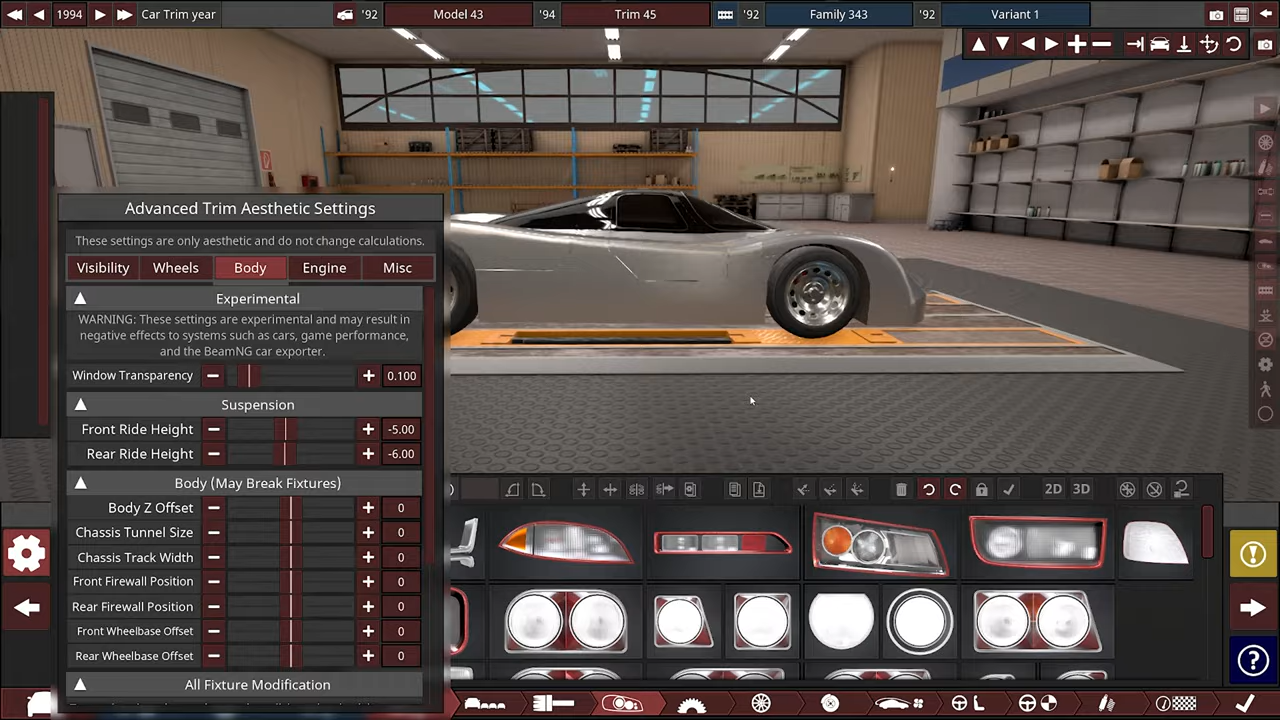 1994 Car Trim year '92 Model 43 '94 Trim 45 '92 Family 343 '92 Variant 1
Advanced Trim Aesthetic Settings
These settings are only aesthetic and do not change calculations.
Visibility Wheels Body Engine Misc
Experimental
WARNING: These settings are experimental and may result in
negative effects to systems such as cars, game performance,
and the BeamNG car exporter.
Window Transparency 0.100
Suspension
Front Ride Height -5.00
Rear Ride Height -6.00
Body (May Break Fixtures)
Body Z Offset 0
Chassis Tunnel Size 0
Chassis Track Width 0
Front Firewall Position 0
Rear Firewall Position 0
Front Wheelbase Offset 0
Rear Wheelbase Offset 0
All Fixture Modification
2D 3D